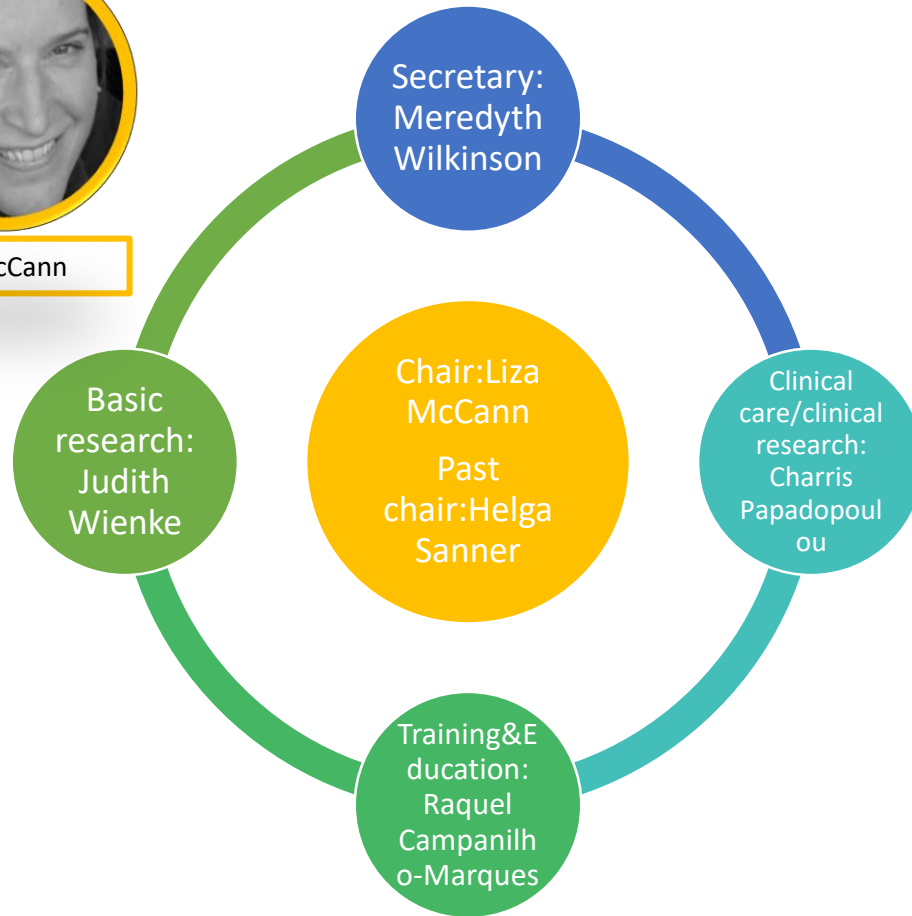 Secretary:
Meredyth
Wilkinson
cCann
Chair:Liza
McCann
Past
chair:Helga
Sanner
Basic
research:
Judith
Wienke
Clinical
care/clinical
research:
Charris
Papadopoul
ou
Training&E
ducation:
Raquel
Campanilh
o-Marques